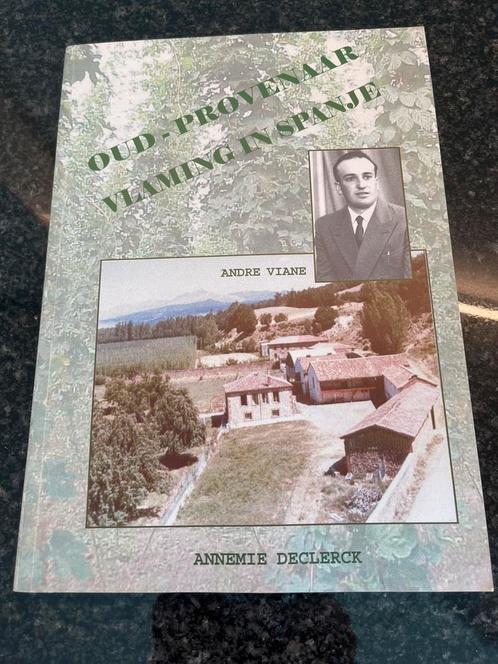 OUD - PROVENAAR
VLAMING IN SPANJE
ANDRE VIANE
ANNEMIE DECLERCK